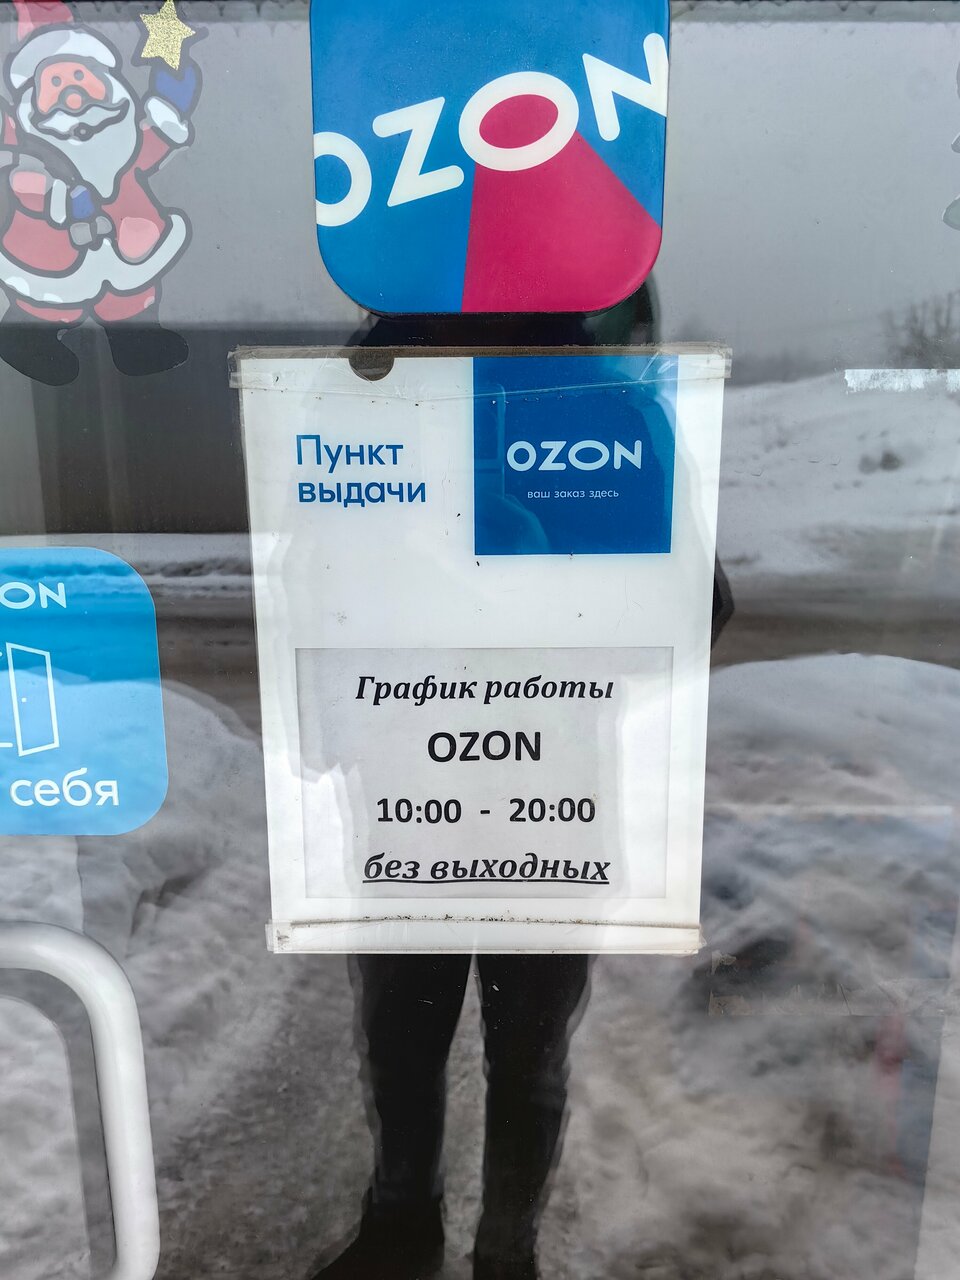 OZON
Пункт
выдачи
OZON
ваш заказ здесь
ON
себя
График работы
OZON
10:00 - 20:00
без выходных